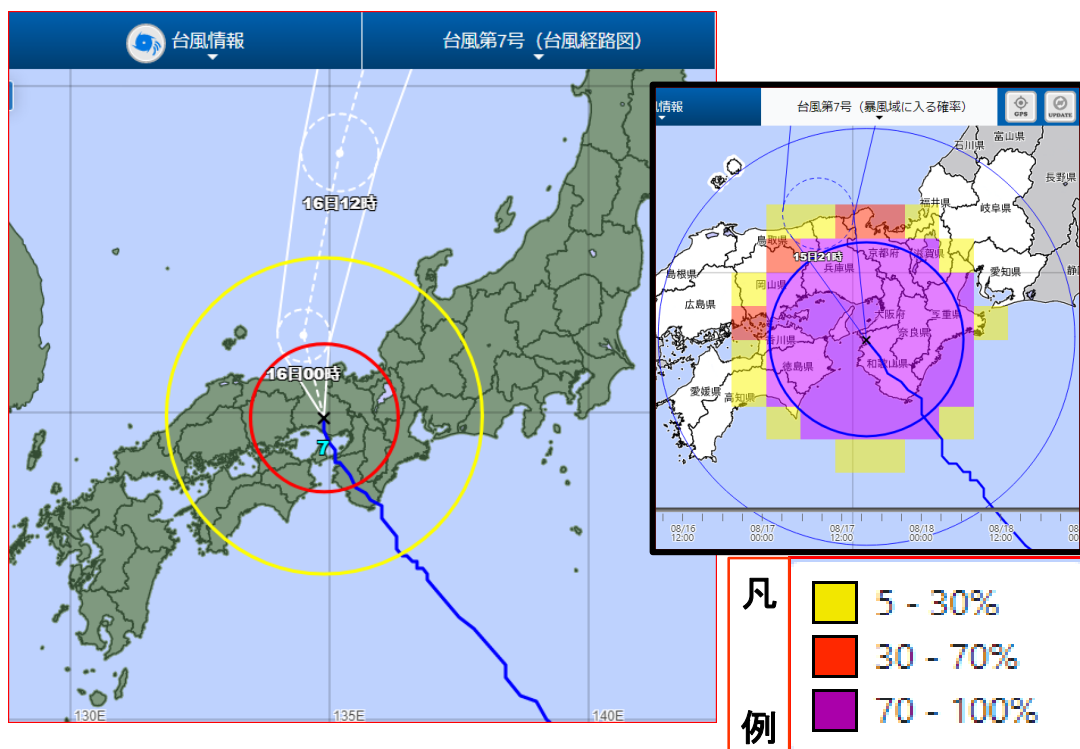 台風情報
台風第7号（台風経路図）
16日12時
16日00時
7
130E
135E
140E
情報
台風第7号（暴風域に入る確率）
GPS
UPDATE
石川県
富山県
長野県
福井県
岐阜県
鳥取県
15日21時
京都府
滋賀県
兵庫県
島根県
岡山県
愛知県
広島県
大阪府
三重県
奈良県
香川県
和歌山県
徳島県
愛媛県
高知県
08/16
12:00
08/17
00:00
08/17
12:00
08/18
00:00
08/18
12:00
凡
例
5 - 30%
30 - 70%
70 - 100%